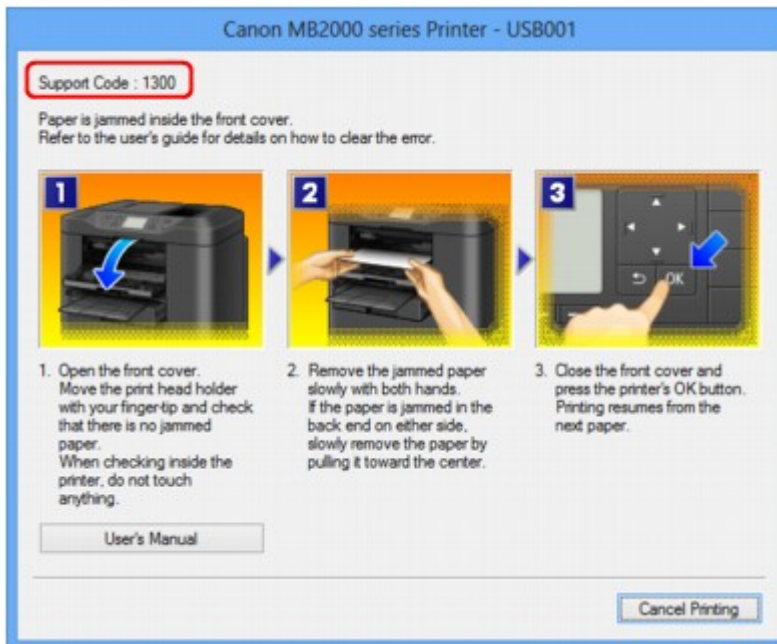 Canon MB2000 series Printer - USB001
Support Code : 1300
Paper is jammed inside the front cover.
Refer to the user's guide for details on how to clear the error.
1
2
3
OK
1. Open the front cover.
Move the print head holder
with your finger-tip and check
that there is no jammed
paper.
When checking inside the
printer, do not touch
anything.
2. Remove the jammed paper
slowly with both hands.
If the paper is jammed in the
back end on either side,
slowly remove the paper by
pulling it toward the center.
3. Close the front cover and
press the printer's OK button.
Printing resumes from the
next paper.
User's Manual
Cancel Printing